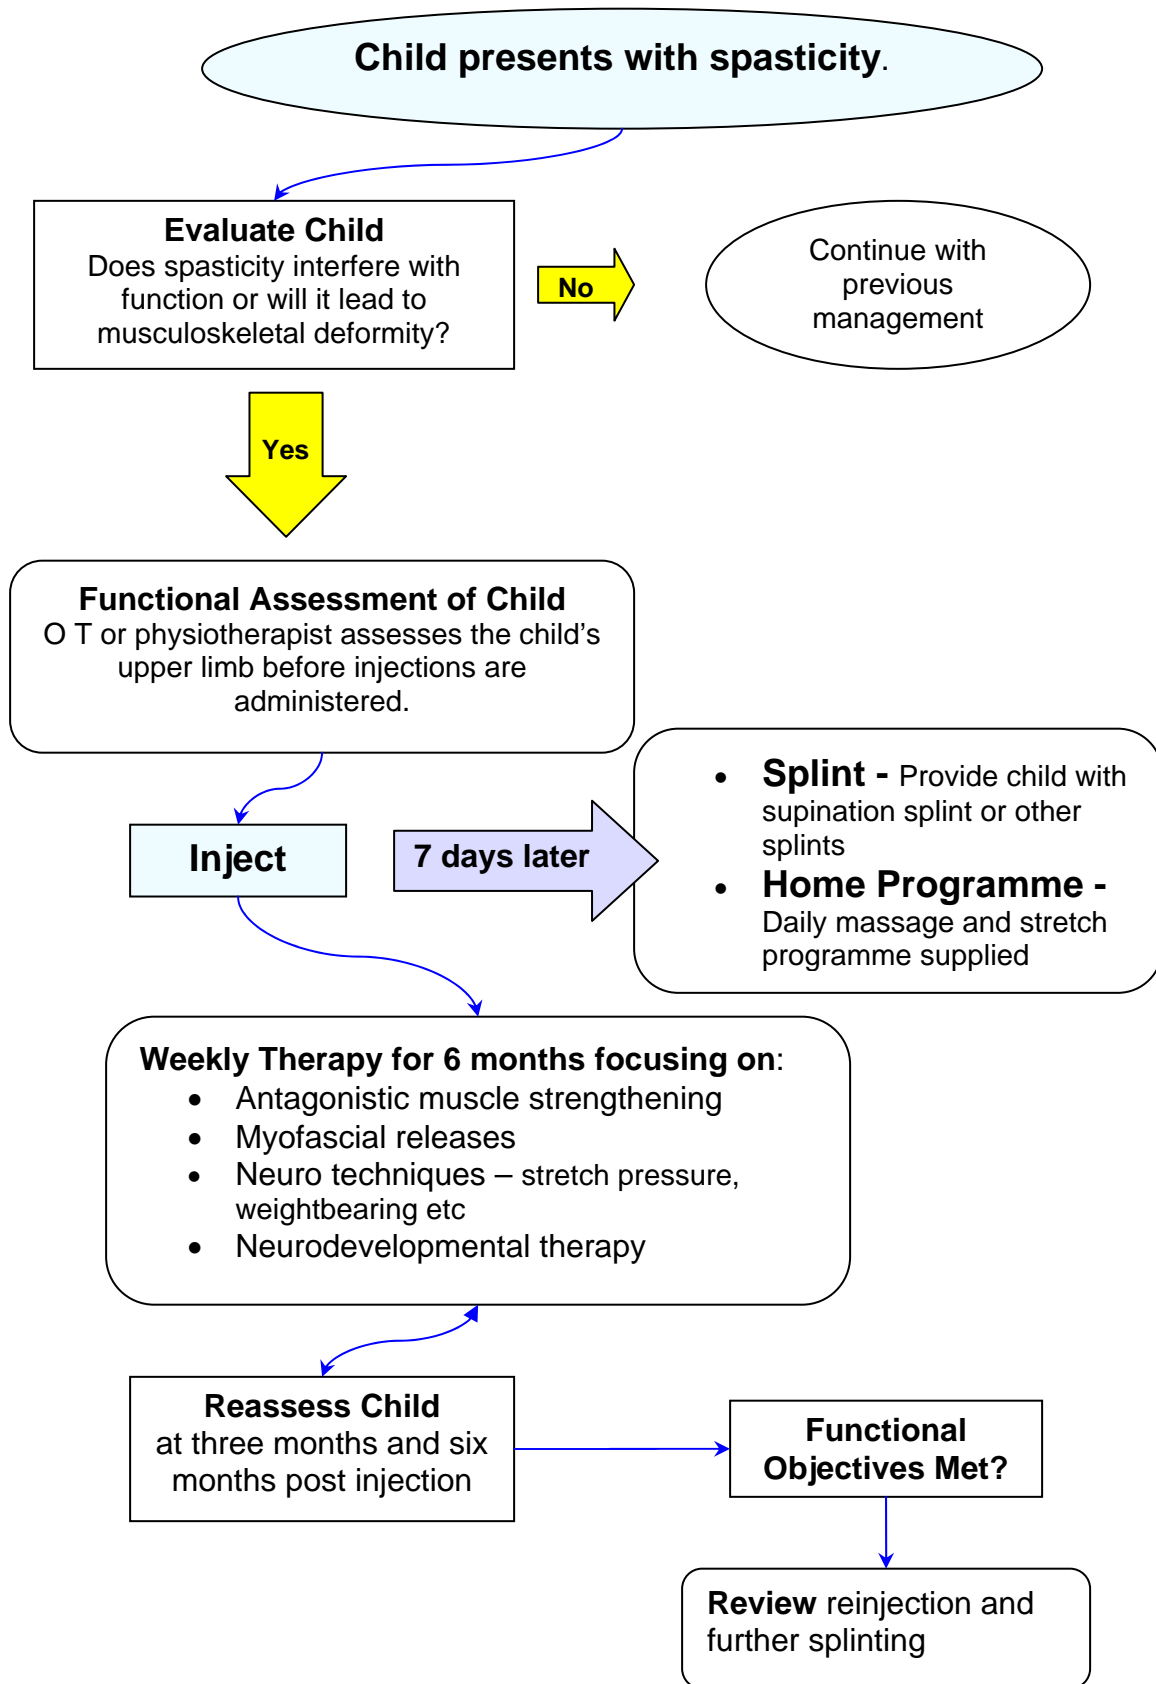 Child presents with spasticity.
Evaluate Child
Does spasticity interfere with
function or will it lead to
musculoskeletal deformity?
No
Continue with
previous
management
Yes
Functional Assessment of Child
O T or physiotherapist assesses the child’s
upper limb before injections are
administered.
Inject
7 days later
• Splint - Provide child with
supination splint or other
splints
• Home Programme -
Daily massage and stretch
programme supplied
Weekly Therapy for 6 months focusing on:
• Antagonistic muscle strengthening
• Myofascial releases
• Neuro techniques – stretch pressure,
weightbearing etc
• Neurodevelopmental therapy
Reassess Child
at three months and six
months post injection
Functional
Objectives Met?
Review reinjection and
further splinting